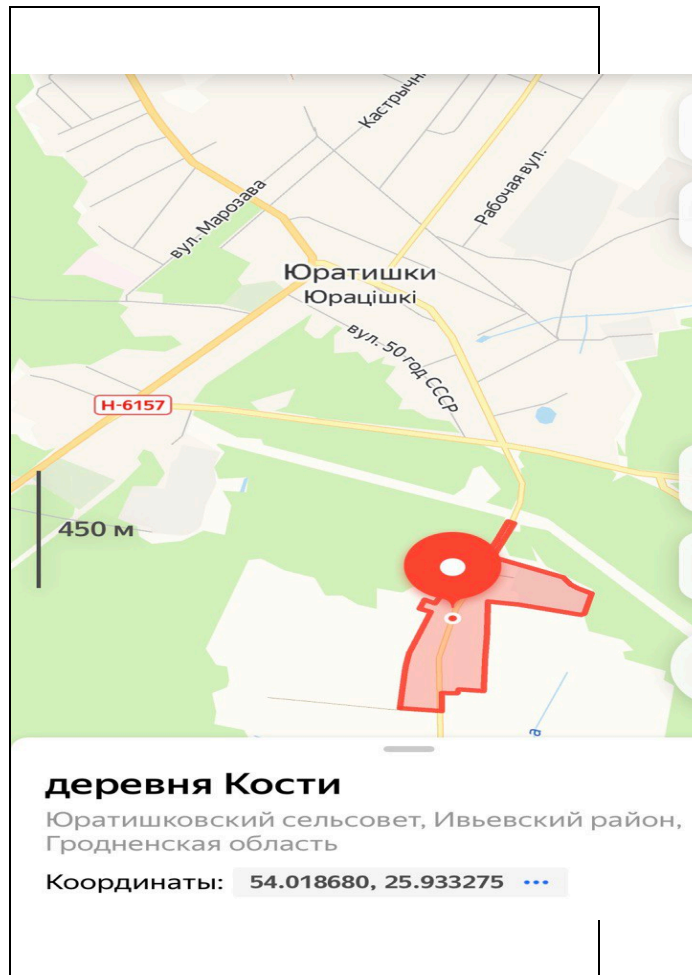 Кастрычн
вул. Марозава
Рабочая вул.
Юратишки
Юрацішкі
вул. 50 год СССР
Н-6157
450 м
а
деревня Кости
Юратишковский сельсовет, Ивьевский район,
Гродненская область
Координаты: 54.018680, 25.933275 •••